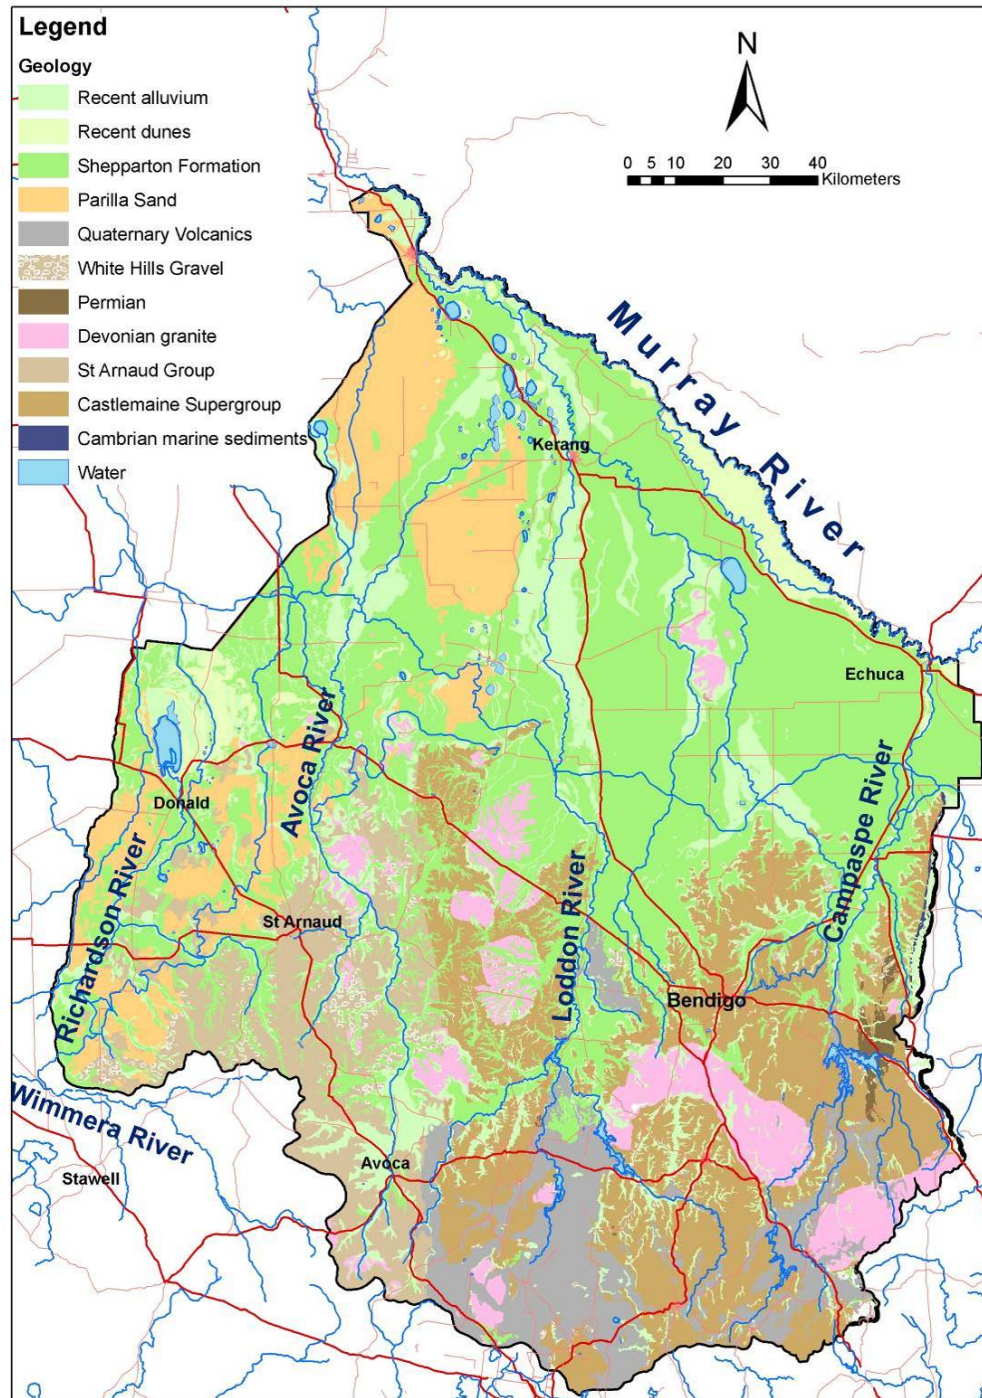 Legend
Geology
Recent alluvium
Recent dunes
Shepparton Formation
Parilla Sand
Quaternary Volcanics
White Hills Gravel
Permian
Devonian granite
St Arnaud Group
Castlemaine Supergroup
Cambrian marine sediments
Water
N
0 5 10 20 30 40
Kilometers
Murray River
Kerang
Echuca
Avoca River
Donald
Richardson River
St Arnaud
Loddon River
Campaspe River
Bendigo
Wimmera River
Stawell
Avoca